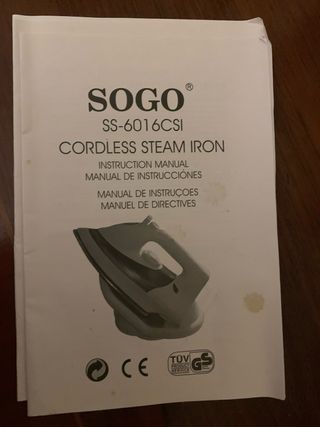 SOGO®
SS-6016CSI
CORDLESS STEAM IRON
INSTRUCTION MANUAL
MANUAL DE INSTRUCCIÓNES
MANUAL DE INSTRUÇOES
MANUEL DE DIRECTIVES
CE
TÜV
GS